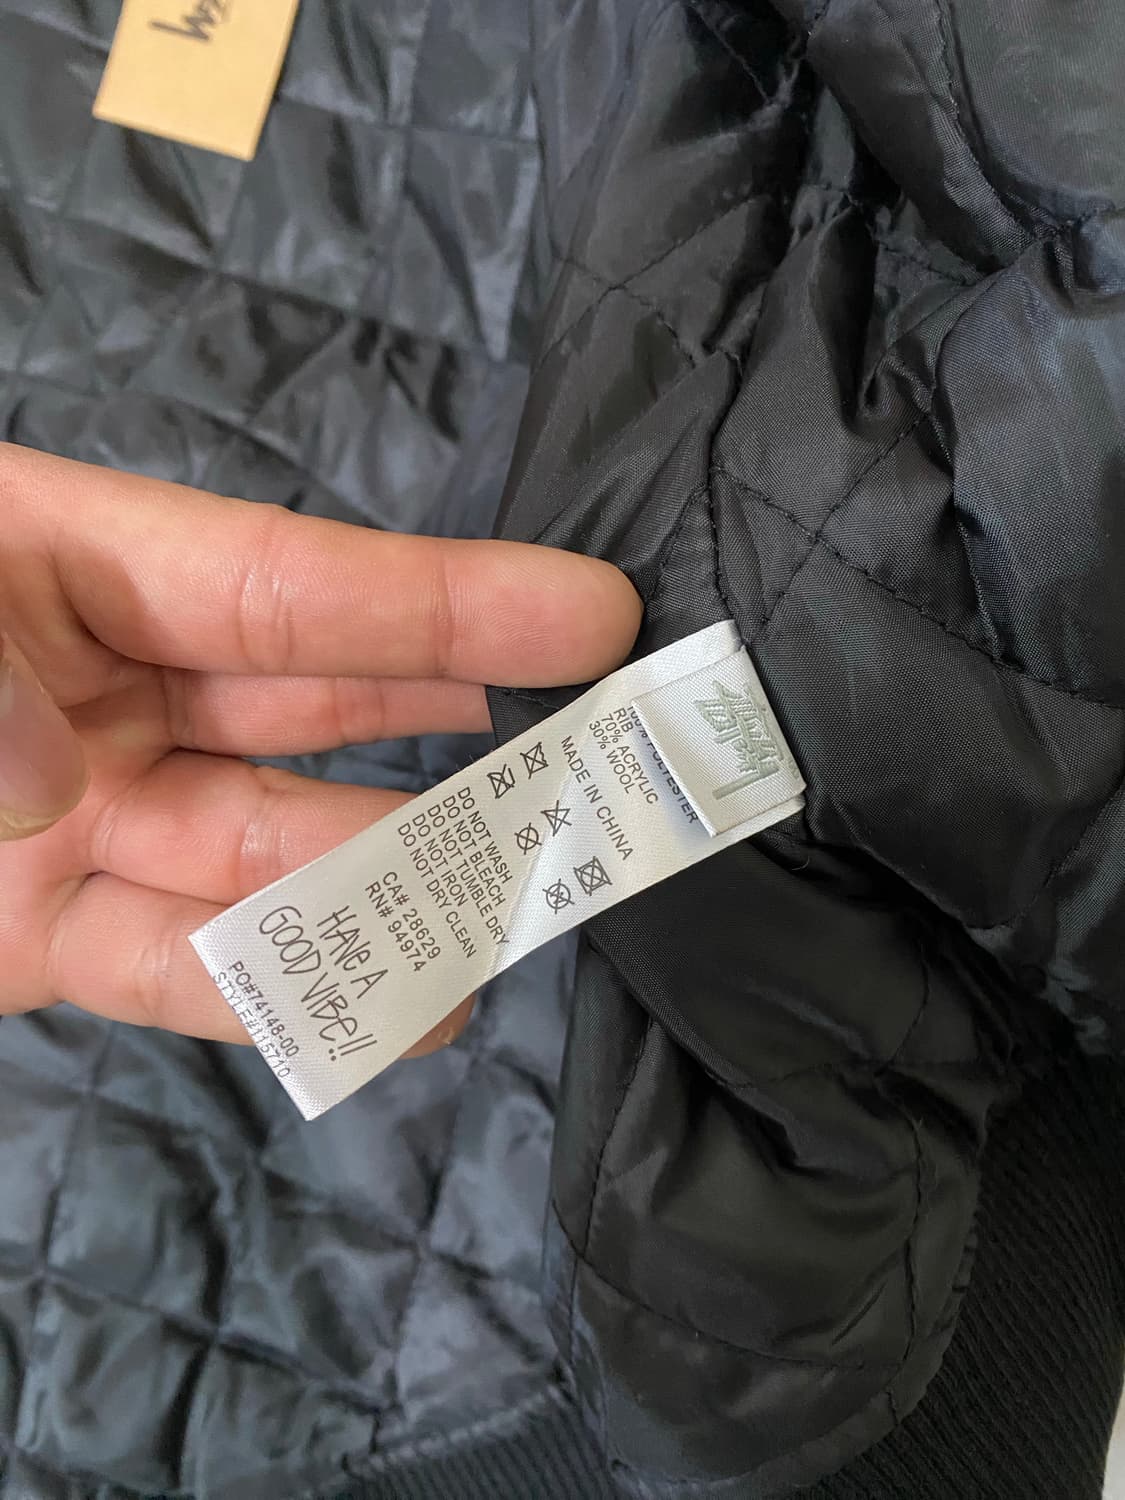 100% POLYESTER
RIB
70% ACRYLIC
30% WOOL
MADE IN CHINA
DO NOT WASH
DO NOT BLEACH
DO NOT TUMBLE DRY
DO NOT IRON
DO NOT DRY CLEAN
CA# 28629
RN# 94974
HAVE A
GOOD VIBE!!
PO#74148-00
STYLE#115710